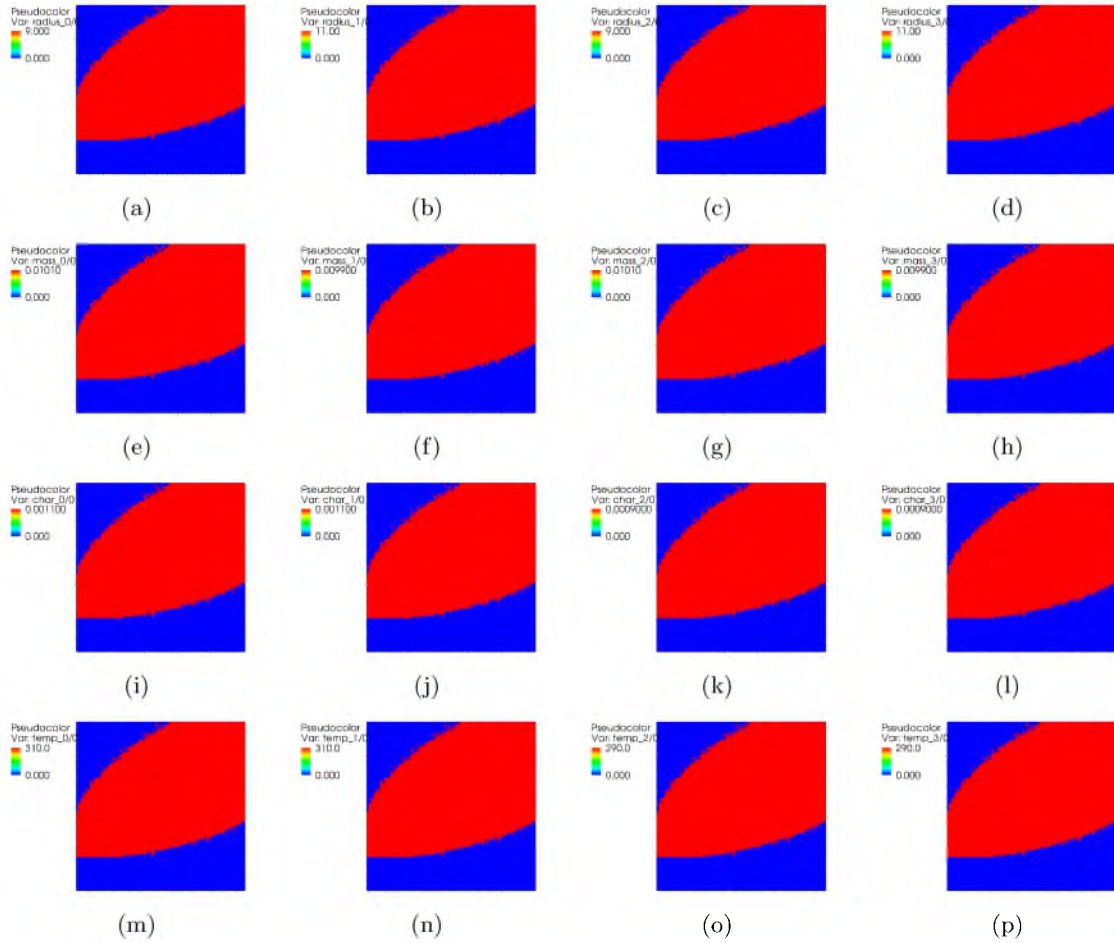 Pseudocolor
Var: radius_0/0
9.000
0.000
(a)
Pseudocolor
Var: radius_1/0
11.00
0.000
(b)
Pseudocolor
Var: radius_2/0
9.000
0.000
(c)
Pseudocolor
Var: radius_3/0
11.00
0.000
(d)
Pseudocolor
Var: mass_0/0
0.01010
0.000
(e)
Pseudocolor
Var: mass_1/0
0.009900
0.000
(f)
Pseudocolor
Var: mass_2/0
0.01010
0.000
(g)
Pseudocolor
Var: mass_3/0
0.009900
0.000
(h)
Pseudocolor
Var: char_0/0
0.001100
0.000
(i)
Pseudocolor
Var: char_1/0
0.001100
0.000
(j)
Pseudocolor
Var: char_2/0
0.0009000
0.000
(k)
Pseudocolor
Var: char_3/0
0.0009000
0.000
(l)
Pseudocolor
Var: temp_0/0
310.0
0.000
(m)
Pseudocolor
Var: temp_1/0
310.0
0.000
(n)
Pseudocolor
Var: temp_2/0
290.0
0.000
(o)
Pseudocolor
Var: temp_3/0
290.0
0.000
(p)